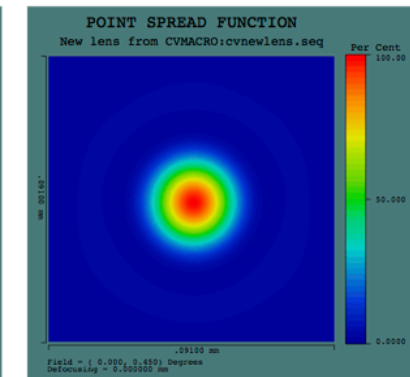 POINT SPREAD FUNCTION
New lens from CVMACRO:cvnewlens.seq
Per Cent
100.00
50.000
0.0000
.09100 mm
.09100 mm
Field = ( 0.000, 0.450) Degrees
Defocusing = 0.000000 mm